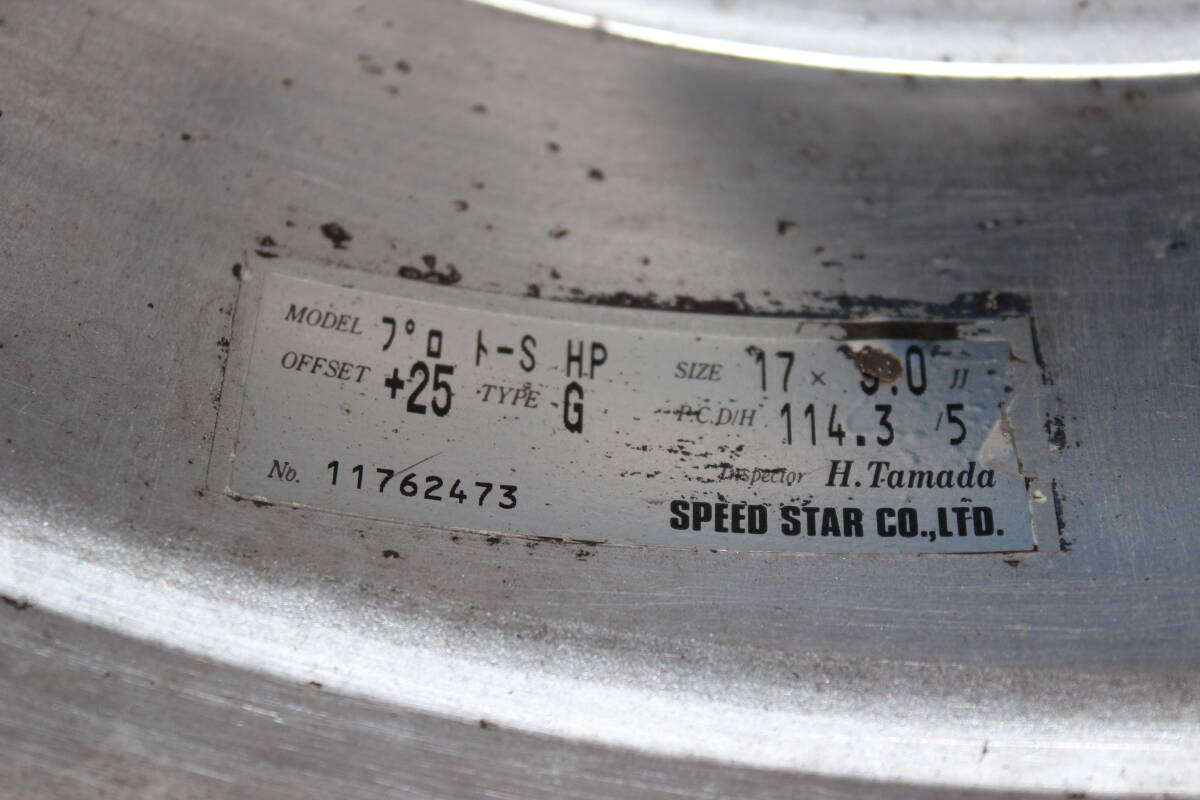 MODEL プロト-S HP SIZE 17 × .0 JJ
OFFSET +25 TYPE G P.C.D/H 114.3 /5
No. 11762473 Inspector H.Tamada
SPEED STAR CO.,LTD.